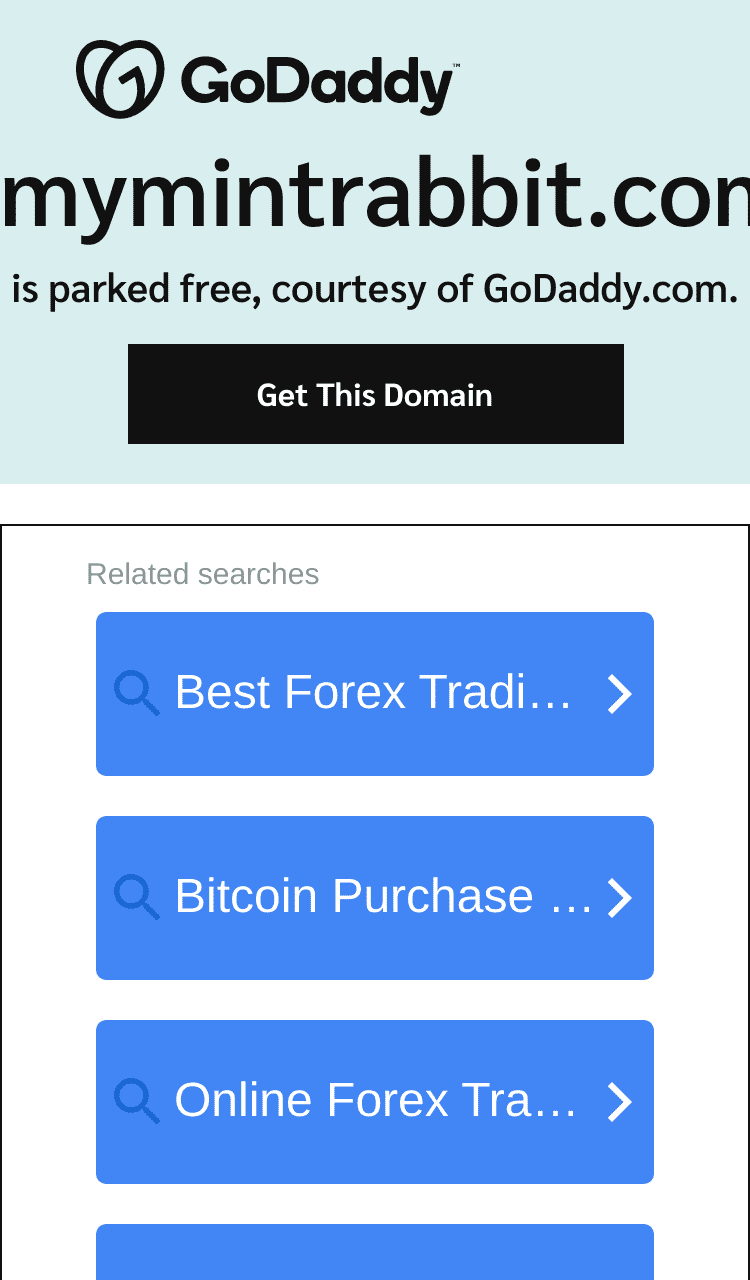 GoDaddy™
mymintrabbit.com
is parked free, courtesy of GoDaddy.com.
Get This Domain
Related searches
Best Forex Tradi…
Bitcoin Purchase …
Online Forex Tra…